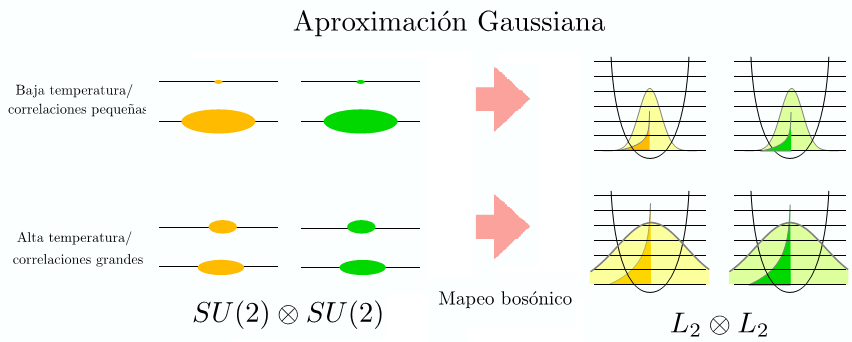 Aproximación Gaussiana
Baja temperatura/
correlaciones pequeñas
Alta temperatura/
correlaciones grandes
SU(2) ⊗ SU(2)
Mapeo bosónico
L₂ ⊗ L₂